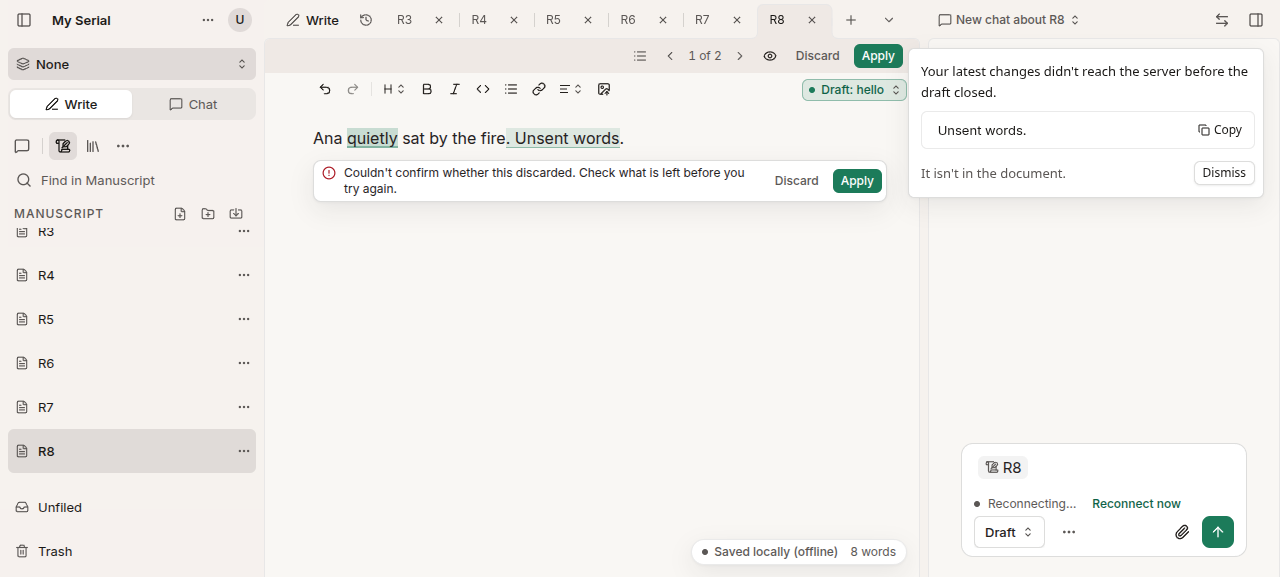 My Serial
U
None
Write
Chat
Find in Manuscript
MANUSCRIPT
R3
R4
R5
R6
R7
R8
Unfiled
Trash
Write
R3
R4
R5
R6
R7
R8
1 of 2
Discard
Apply
H
B
I
Draft: hello
Ana quietly sat by the fire. Unsent words.
Couldn't confirm whether this discarded. Check what is left before you
try again.
Discard
Apply
Saved locally (offline)
8 words
New chat about R8
Your latest changes didn't reach the server before the
draft closed.
Unsent words.
Copy
It isn't in the document.
Dismiss
R8
Reconnecting...
Reconnect now
Draft